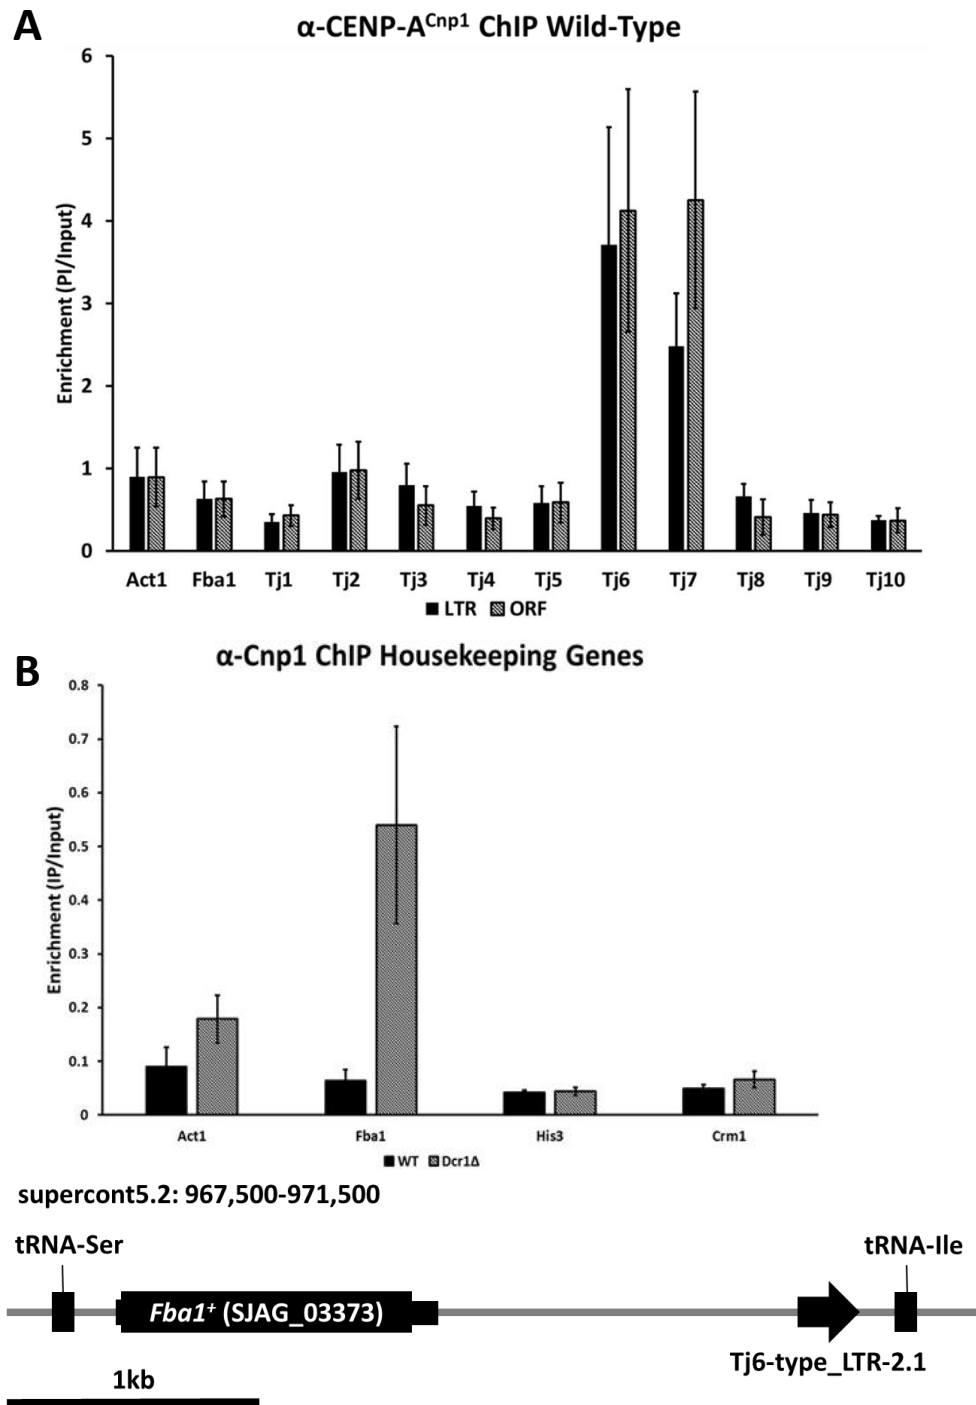 A
α-CENP-A^Cnp1 ChIP Wild-Type
Enrichment (PI/Input)
6
5
4
3
2
1
0
Act1 Fba1 Tj1 Tj2 Tj3 Tj4 Tj5 Tj6 Tj7 Tj8 Tj9 Tj10
LTR ORF
B
α-Cnp1 ChIP Housekeeping Genes
Enrichment (IP/Input)
0.8
0.7
0.6
0.5
0.4
0.3
0.2
0.1
0
Act1 Fba1 His3 Crm1
WT Dcr1Δ
supercont5.2: 967,500-971,500
tRNA-Ser tRNA-Ile
Fba1⁺ (SJAG_03373)
Tj6-type_LTR-2.1
1kb